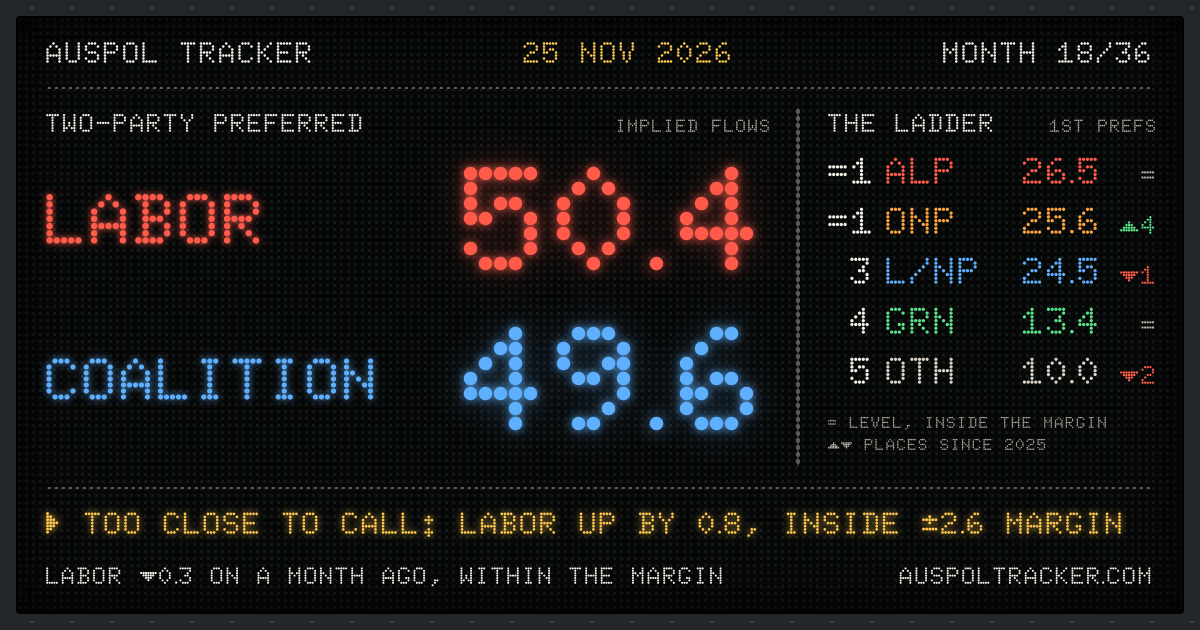 AUSPOL TRACKER 25 NOV 2026 MONTH 18/36
TWO-PARTY PREFERRED IMPLIED FLOWS
LABOR 50.4
COALITION 49.6
THE LADDER 1ST PREFS
=1 ALP 26.5 =
=1 ONP 25.6 ▲4
3 L/NP 24.5 ▼1
4 GRN 13.4 =
5 OTH 10.0 ▼2
= LEVEL, INSIDE THE MARGIN
▲▼ PLACES SINCE 2025
▶ TOO CLOSE TO CALL: LABOR UP BY 0.8, INSIDE ±2.6 MARGIN
LABOR ▼0.3 ON A MONTH AGO, WITHIN THE MARGIN AUSPOLTRACKER.COM